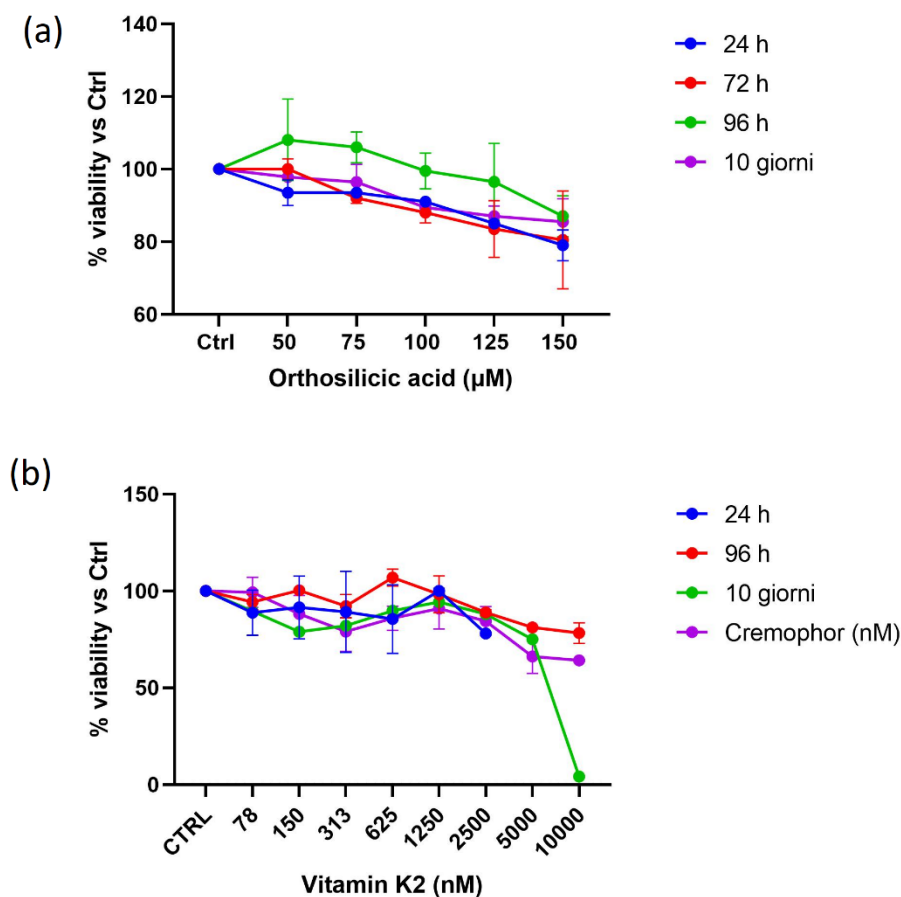 (a)
% viability vs Ctrl
140
120
100
80
60
Ctrl 50 75 100 125 150
Orthosilicic acid (µM)
24 h
72 h
96 h
10 giorni
(b)
% viability vs Ctrl
150
100
50
0
CTRL 78 150 313 625 1250 2500 5000 10000
Vitamin K2 (nM)
24 h
96 h
10 giorni
Cremophor (nM)